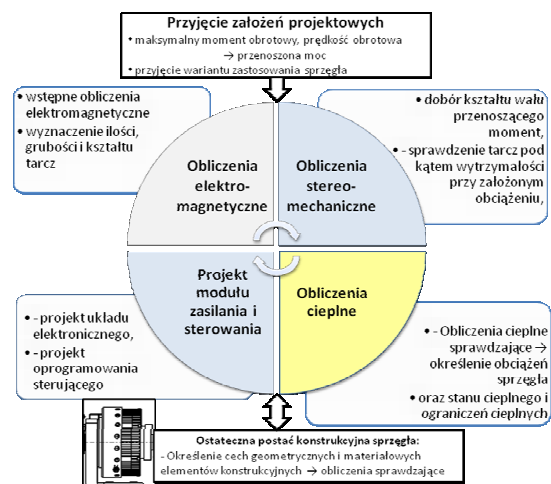 Przyjęcie założeń projektowych
• maksymalny moment obrotowy, prędkość obrotowa
→ przenoszona moc
• przyjęcie wariantu zastosowania sprzęgła
• wstępne obliczenia
elektromagnetyczne
• wyznaczenie ilości,
grubości i kształtu
tarcz
• dobór kształtu wału
przenoszącego
moment,
• - sprawdzenie tarcz pod
kątem wytrzymałości
przy założonym
obciążeniu,
Obliczenia
elektro-
magnetyczne
Obliczenia
stereo-
mechaniczne
Projekt
modułu
zasilania i
sterowania
Obliczenia
cieplne
• - projekt układu
elektronicznego,
• - projekt
oprogramowania
sterującego
• - Obliczenia cieplne
sprawdzające →
określenie obciążeń
sprzęgła
• oraz stanu cieplnego i
ograniczeń cieplnych,
Ostateczna postać konstrukcyjna sprzęgła:
- Określenie cech geometrycznych i materiałowych
elementów konstrukcyjnych → obliczenia sprawdzające